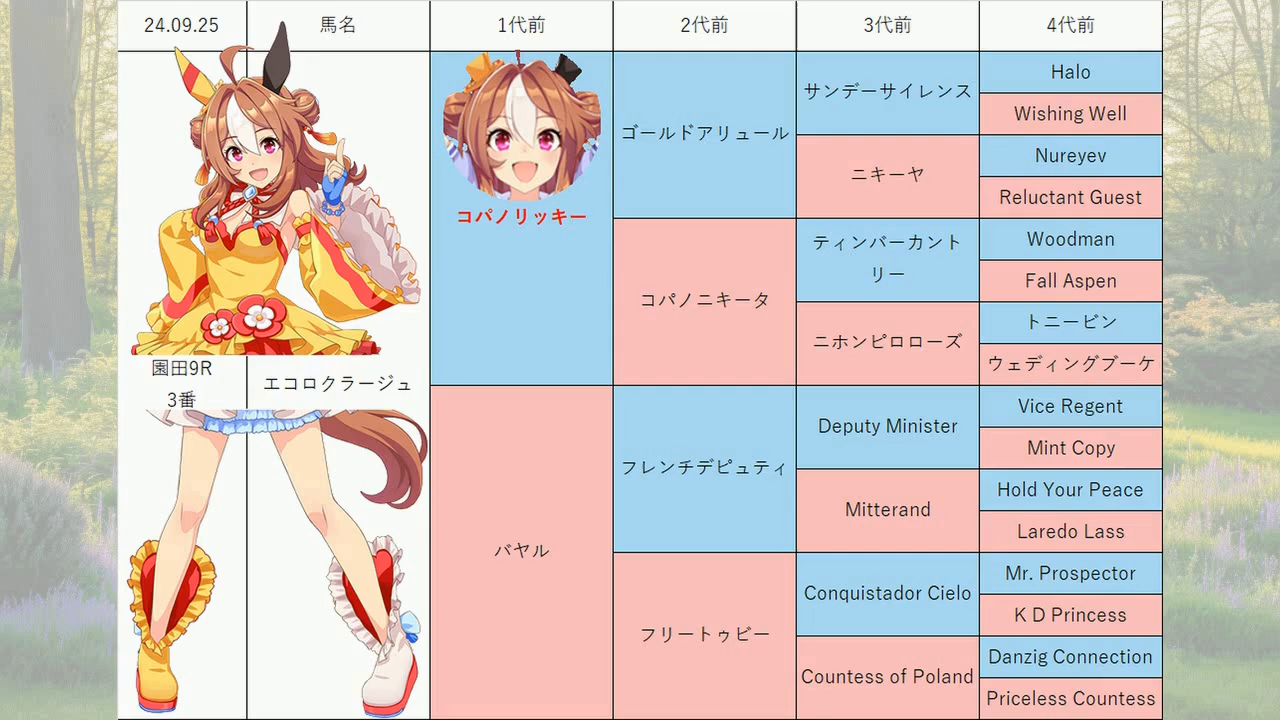 24.09.25
馬名
1代前
2代前
3代前
4代前
コパノリッキー
ゴールドアリュール
サンデーサイレンス
Halo
Wishing Well
ニキーヤ
Nureyev
Reluctant Guest
コパノニキータ
ティンバーカント
リー
Woodman
Fall Aspen
ニホンピロローズ
トニービン
ウェディングブーケ
園田9R
3番
エコロクラージュ
バヤル
フレンチデピュティ
Deputy Minister
Vice Regent
Mint Copy
Mitterand
Hold Your Peace
Laredo Lass
フリートゥビー
Conquistador Cielo
Mr. Prospector
K D Princess
Countess of Poland
Danzig Connection
Priceless Countess